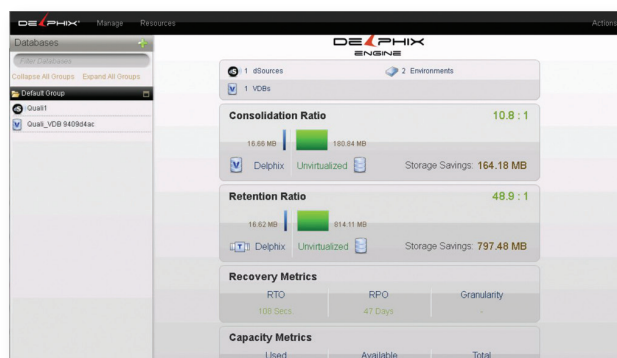 DELPHIX Manage Resources Actions
Databases
Filter Databases
Collapse All Groups Expand All Groups
Default Group
Quali1
Quali_VDB 9409d4ac
DELPHIX
ENGINE
1 dSources 2 Environments
1 VDBs
Consolidation Ratio 10.8 : 1
16.66 MB 180.84 MB
Delphix Unvirtualized Storage Savings: 164.18 MB
Retention Ratio 48.9 : 1
16.62 MB 814.11 MB
Delphix Unvirtualized Storage Savings: 797.48 MB
Recovery Metrics
RTO RPO Granularity
108 Secs 47 Days -
Capacity Metrics
Used Available Total